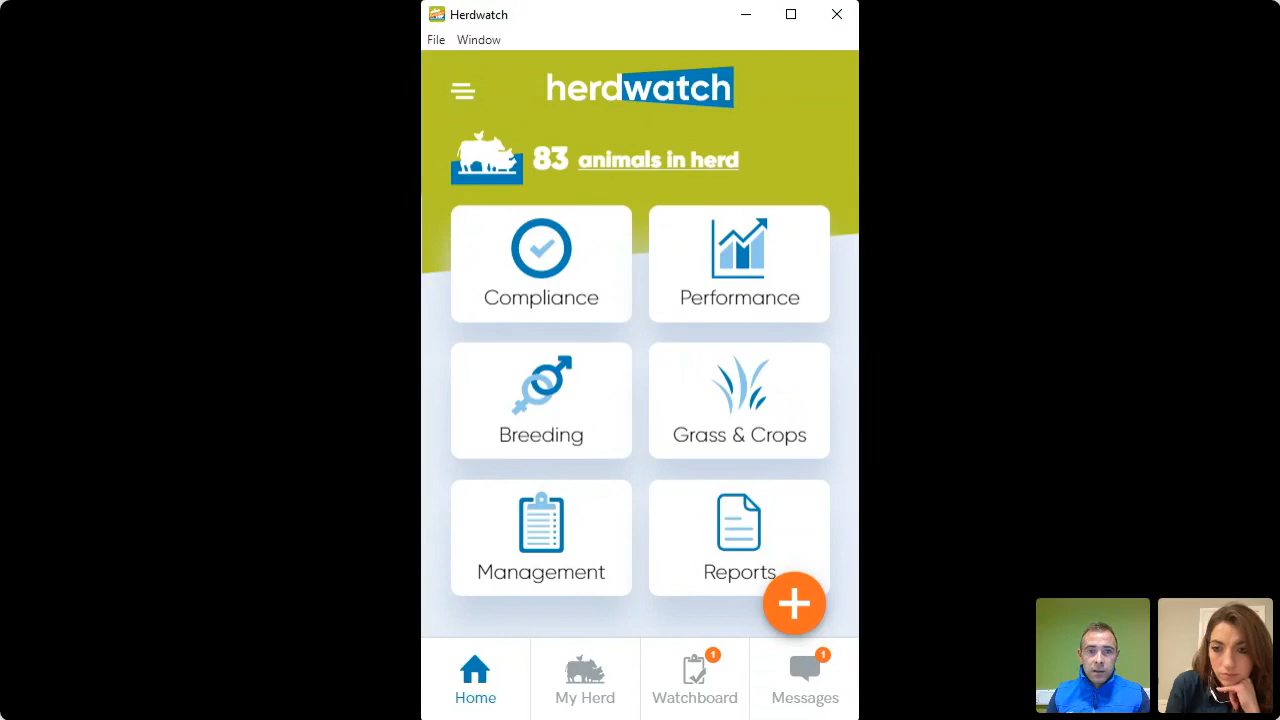 Herdwatch
File Window
herdwatch
83 animals in herd
Compliance
Performance
Breeding
Grass & Crops
Management
Reports
1
1
Home
My Herd
Watchboard
Messages